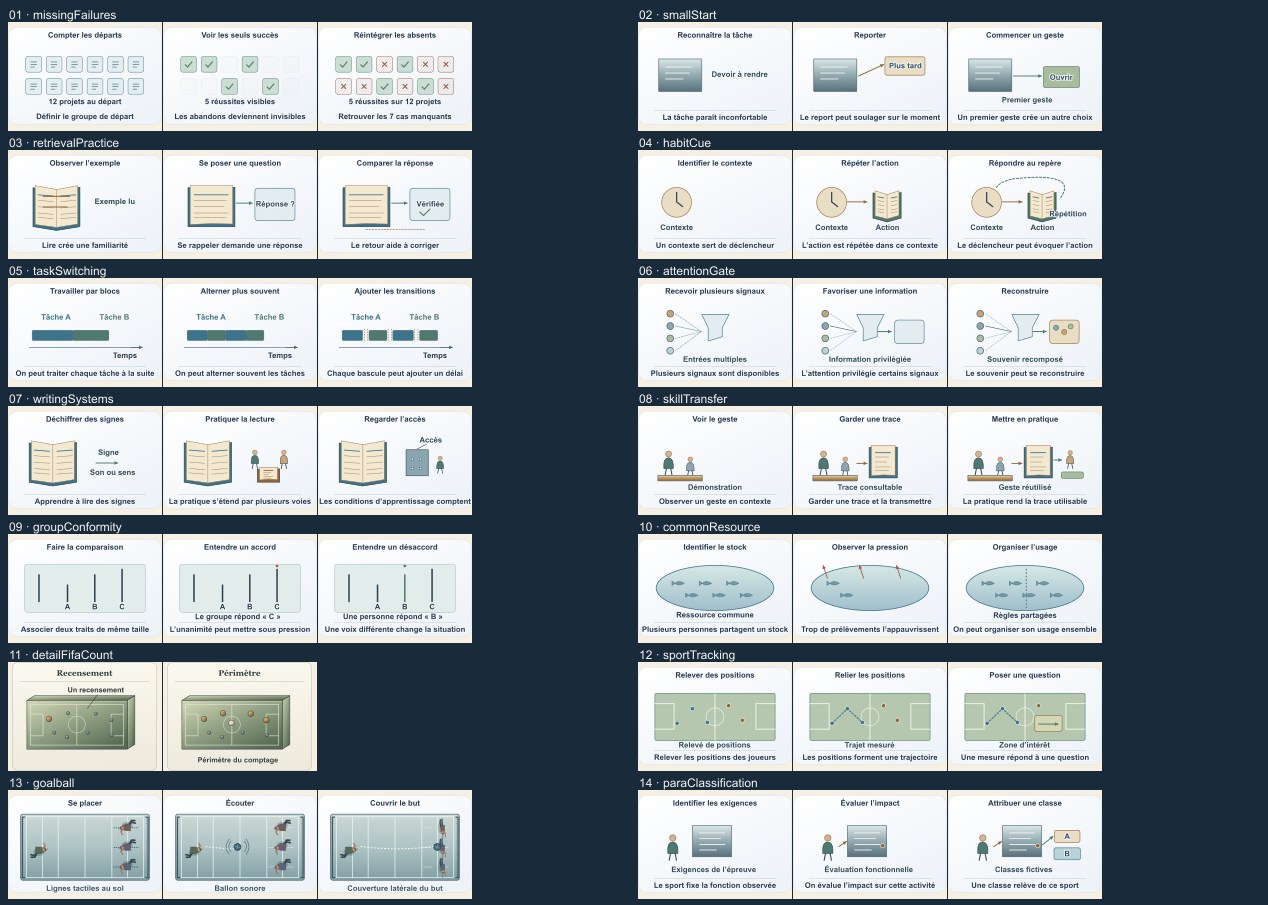 01 · missingFailures
Compter les départs
12 projets au départ
Définir le groupe de départ
Voir les seuls succès
5 réussites visibles
Les abandons deviennent invisibles
Réintégrer les absents
5 réussites sur 12 projets
Retrouver les 7 cas manquants
02 · smallStart
Reconnaître la tâche
Devoir à rendre
La tâche paraît inconfortable
Reporter
Plus tard
Le report peut soulager sur le moment
Commencer un geste
Ouvrir
Premier geste
Un premier geste crée un autre choix
03 · retrievalPractice
Observer l'exemple
Exemple lu
Lire crée une familiarité
Se poser une question
Réponse ?
Se rappeler demande une réponse
Comparer la réponse
Vérifiée
Le retour aide à corriger
04 · habitCue
Identifier le contexte
Contexte
Un contexte sert de déclencheur
Répéter l'action
Contexte
Action
L'action est répétée dans ce contexte
Répondre au repère
Répétition
Contexte
Action
Le déclencheur peut évoquer l'action
05 · taskSwitching
Travailler par blocs
Tâche A
Tâche B
Temps
On peut traiter chaque tâche à la suite
Alterner plus souvent
Tâche A
Tâche B
Temps
On peut alterner souvent les tâches
Ajouter les transitions
Tâche A
Tâche B
Temps
Chaque bascule peut ajouter un délai
06 · attentionGate
Recevoir plusieurs signaux
Entrées multiples
Plusieurs signaux sont disponibles
Favoriser une information
Information privilégiée
L'attention privilégie certains signaux
Reconstruire
Souvenir recomposé
Le souvenir peut se reconstruire
07 · writingSystems
Déchiffrer des signes
Signe
Son ou sens
Apprendre à lire des signes
Pratiquer la lecture
La pratique s'étend par plusieurs voies
Regarder l'accès
Accès
Les conditions d'apprentissage comptent
08 · skillTransfer
Voir le geste
Démonstration
Observer un geste en contexte
Garder une trace
Trace consultable
Garder une trace et la transmettre
Mettre en pratique
Geste réutilisé
La pratique rend la trace utilisable
09 · groupConformity
Faire la comparaison
A
B
C
Associer deux traits de même taille
Entendre un accord
A
B
C
Le groupe répond « C »
L'unanimité peut mettre sous pression
Entendre un désaccord
A
B
C
Une personne répond « B »
Une voix différente change la situation
10 · commonResource
Identifier le stock
Ressource commune
Plusieurs personnes partagent un stock
Observer la pression
Trop de prélèvements l'appauvrissent
Organiser l'usage
Règles partagées
On peut organiser son usage ensemble
11 · detailFifaCount
Recensement
Un recensement
Périmètre
Périmètre du comptage
12 · sportTracking
Relever des positions
Relevé de positions
Relever les positions des joueurs
Relier les positions
Trajet mesuré
Les positions forment une trajectoire
Poser une question
Zone d'intérêt
Une mesure répond à une question
13 · goalball
Se placer
Lignes tactiles au sol
Écouter
Ballon sonore
Couvrir le but
Couverture latérale du but
14 · paraClassification
Identifier les exigences
Exigences de l'épreuve
Le sport fixe la fonction observée
Évaluer l'impact
Évaluation fonctionnelle
On évalue l'impact sur cette activité
Attribuer une classe
A
B
Classes fictives
Une classe relève de ce sport